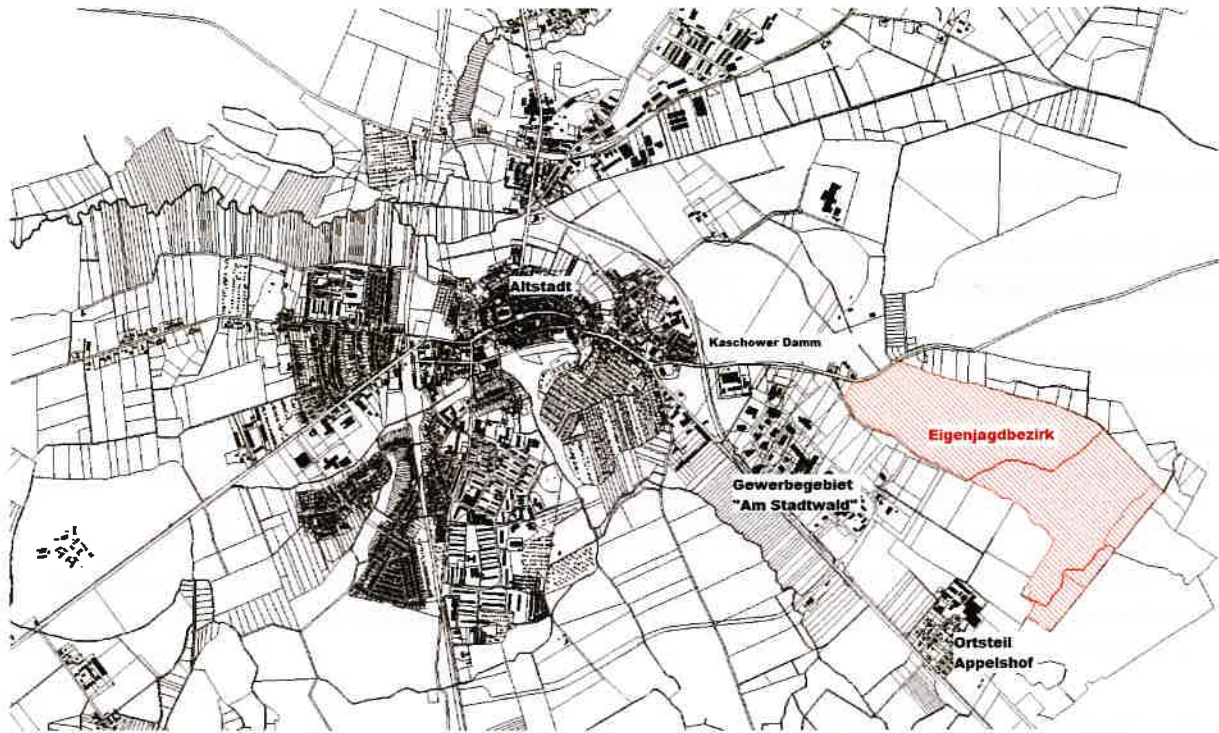 Altstadt
Kaschower Damm
Eigenjagdbezirk
Gewerbegebiet
"Am Stadtwald"
Ortsteil
Appelshof